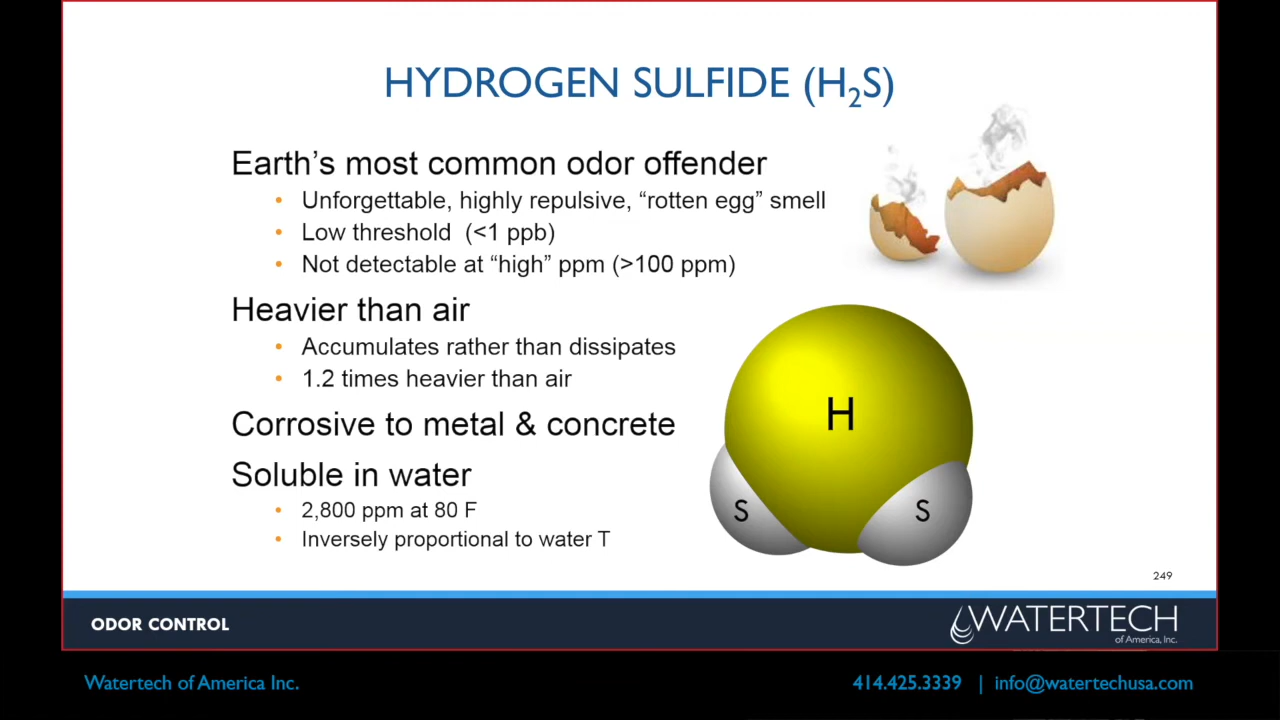 HYDROGEN SULFIDE (H₂S)
Earth's most common odor offender
• Unforgettable, highly repulsive, “rotten egg” smell
• Low threshold (<1 ppb)
• Not detectable at “high” ppm (>100 ppm)
Heavier than air
• Accumulates rather than dissipates
• 1.2 times heavier than air
Corrosive to metal & concrete
Soluble in water
• 2,800 ppm at 80 F
• Inversely proportional to water T
H
S
S
249
ODOR CONTROL
WATERTECH
of America, Inc.
Watertech of America Inc.
414.425.3339 | info@watertechusa.com